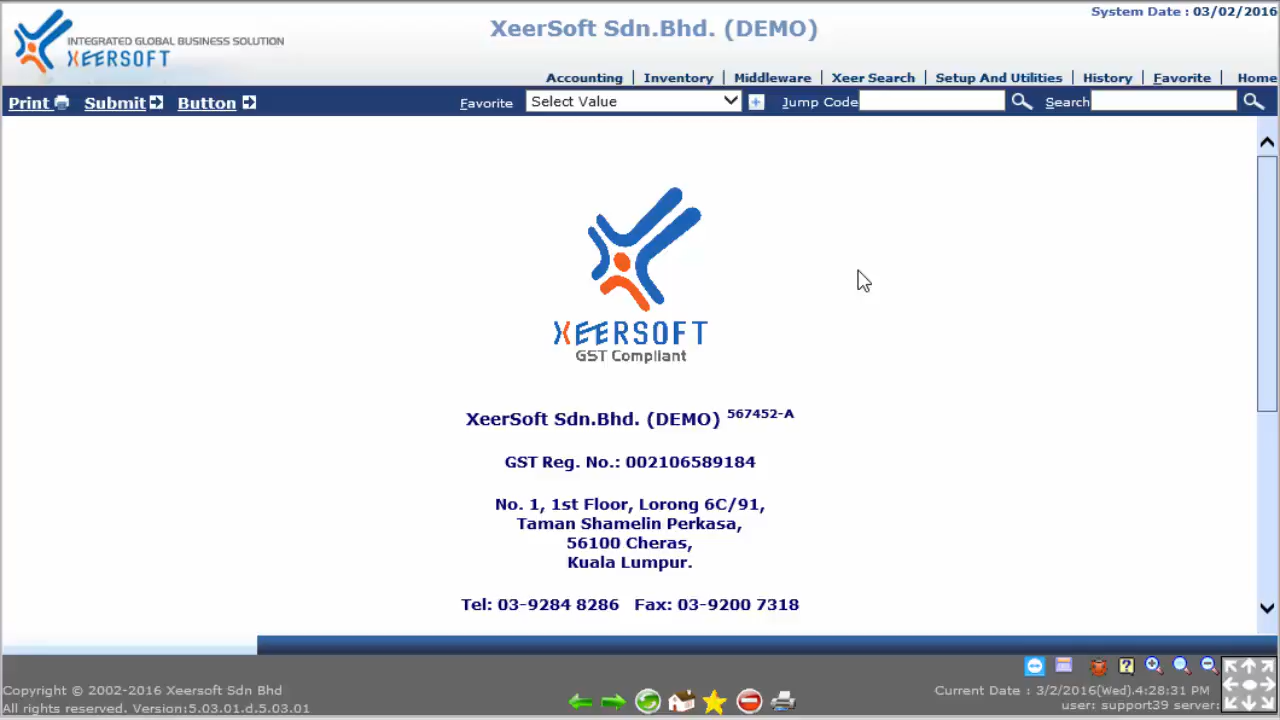 System Date : 03/02/2016
XeerSoft Sdn.Bhd. (DEMO)
INTEGRATED GLOBAL BUSINESS SOLUTION
XEERSOFT
Accounting | Inventory | Middleware | Xeer Search | Setup And Utilities | History | Favorite | Home
Print Submit Button Favorite Select Value Jump Code Search
XEERSOFT
GST Compliant
XeerSoft Sdn.Bhd. (DEMO) 567452-A
GST Reg. No.: 002106589184
No. 1, 1st Floor, Lorong 6C/91,
Taman Shamelin Perkasa,
56100 Cheras,
Kuala Lumpur.
Tel: 03-9284 8286 Fax: 03-9200 7318
Copyright © 2002-2016 Xeersoft Sdn Bhd
All rights reserved. Version:5.03.01.d.5.03.01
Current Date : 3/2/2016(Wed).4:28:31 PM
user: support39 server: